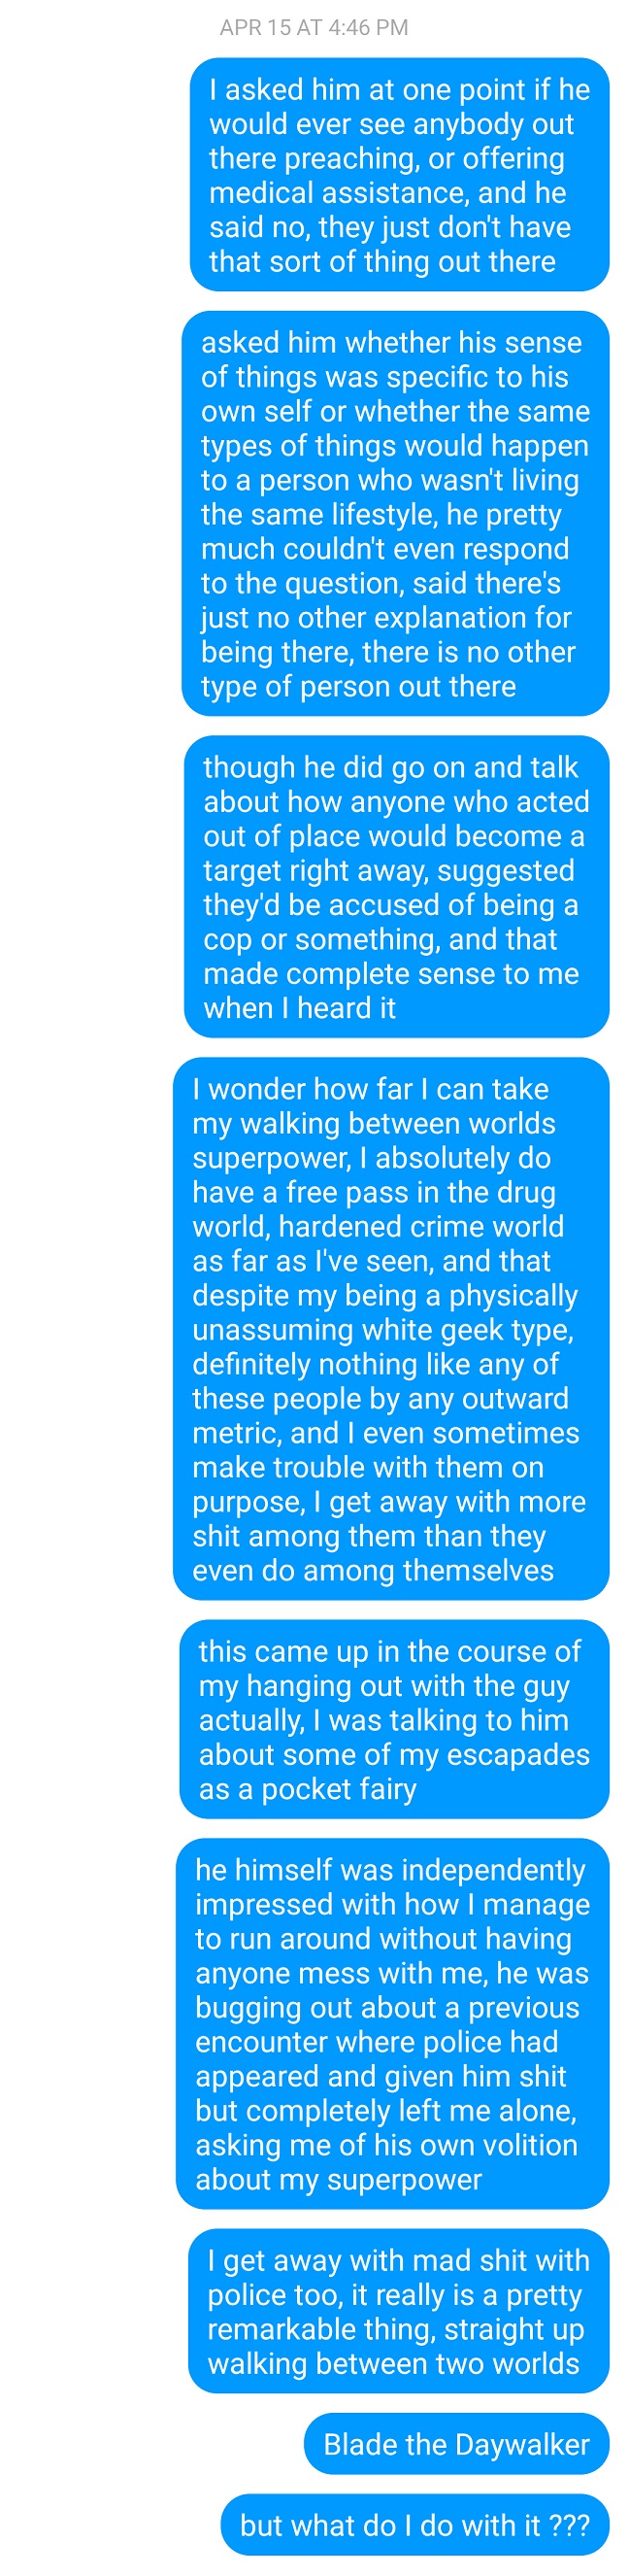 APR 15 AT 4:46 PM
I asked him at one point if he
would ever see anybody out
there preaching, or offering
medical assistance, and he
said no, they just don't have
that sort of thing out there
asked him whether his sense
of things was specific to his
own self or whether the same
types of things would happen
to a person who wasn't living
the same lifestyle, he pretty
much couldn't even respond
to the question, said there's
just no other explanation for
being there, there is no other
type of person out there
though he did go on and talk
about how anyone who acted
out of place would become a
target right away, suggested
they'd be accused of being a
cop or something, and that
made complete sense to me
when I heard it
I wonder how far I can take
my walking between worlds
superpower, I absolutely do
have a free pass in the drug
world, hardened crime world
as far as I've seen, and that
despite my being a physically
unassuming white geek type,
definitely nothing like any of
these people by any outward
metric, and I even sometimes
make trouble with them on
purpose, I get away with more
shit among them than they
even do among themselves
this came up in the course of
my hanging out with the guy
actually, I was talking to him
about some of my escapades
as a pocket fairy
he himself was independently
impressed with how I manage
to run around without having
anyone mess with me, he was
bugging out about a previous
encounter where police had
appeared and given him shit
but completely left me alone,
asking me of his own volition
about my superpower
I get away with mad shit with
police too, it really is a pretty
remarkable thing, straight up
walking between two worlds
Blade the Daywalker
but what do I do with it ???